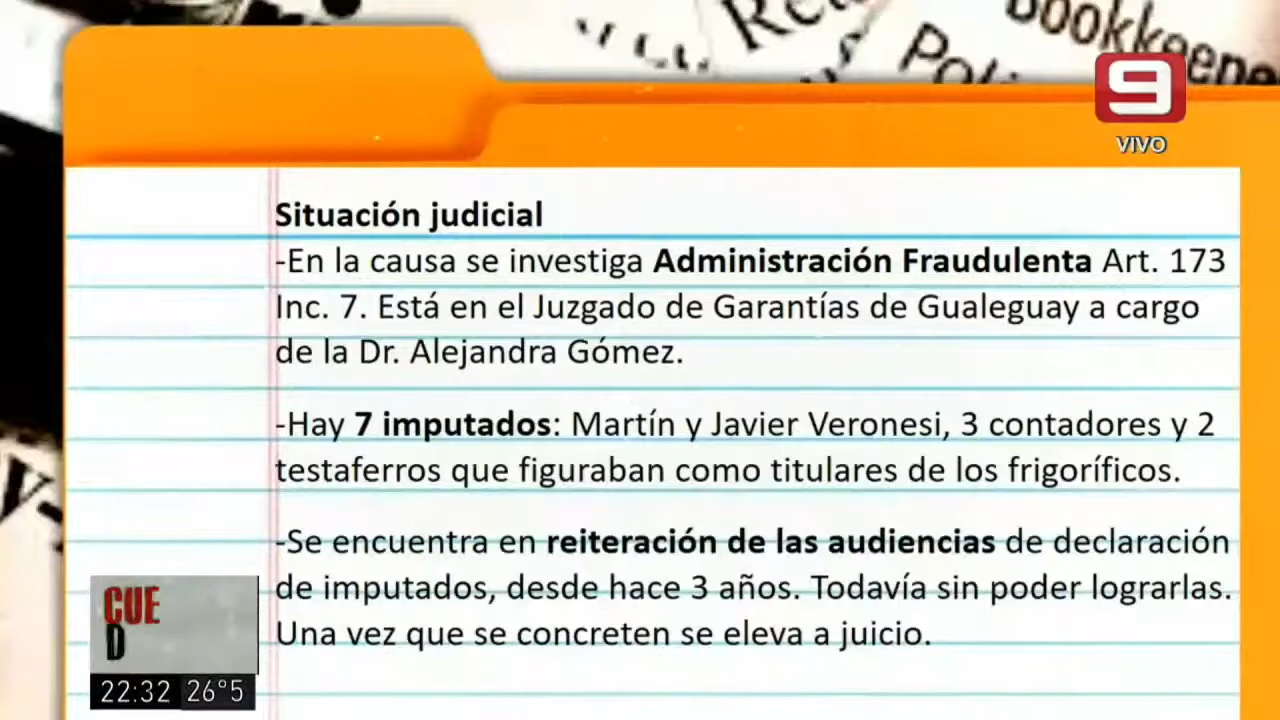 Bookkeepe
Poli
9
VIVO
Situación judicial
-En la causa se investiga Administración Fraudulenta Art. 173
Inc. 7. Está en el Juzgado de Garantías de Gualeguay a cargo
de la Dr. Alejandra Gómez.
-Hay 7 imputados: Martín y Javier Veronesi, 3 contadores y 2
testaferros que figuraban como titulares de los frigoríficos.
-Se encuentra en reiteración de las audiencias de declaración
de imputados, desde hace 3 años. Todavía sin poder lograrlas.
Una vez que se concreten se eleva a juicio.
CUE
D
22:32 26°5